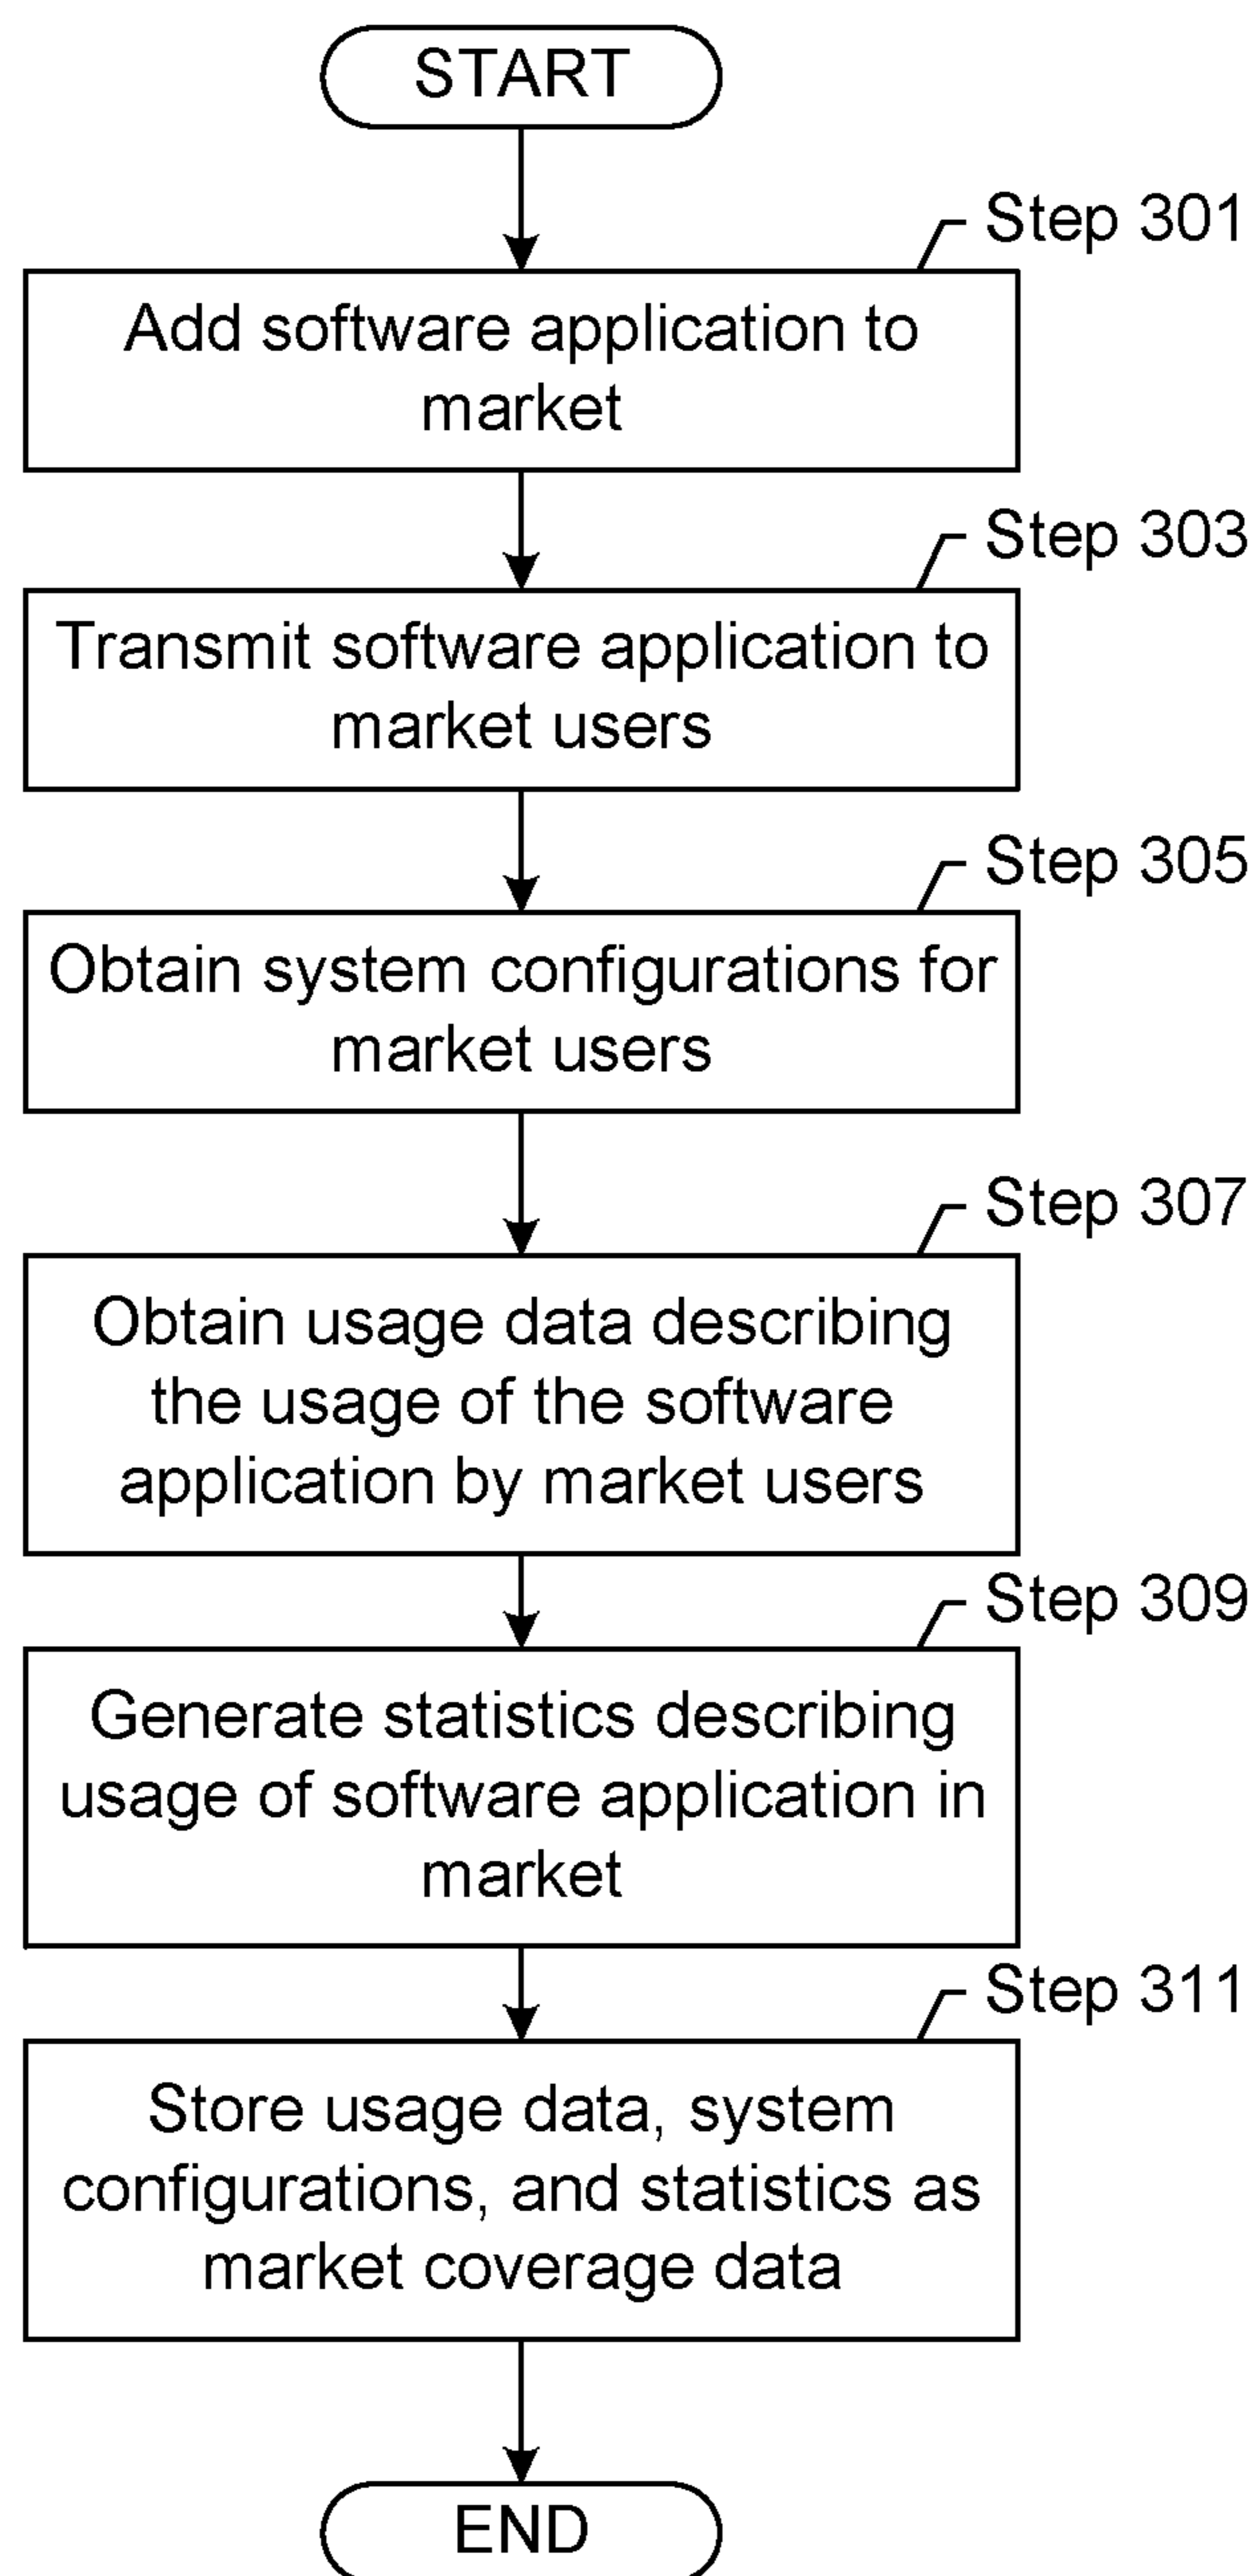 START
Step 301
Add software application to
market
Step 303
Transmit software application to
market users
Step 305
Obtain system configurations for
market users
Step 307
Obtain usage data describing
the usage of the software
application by market users
Step 309
Generate statistics describing
usage of software application in
market
Step 311
Store usage data, system
configurations, and statistics as
market coverage data
END